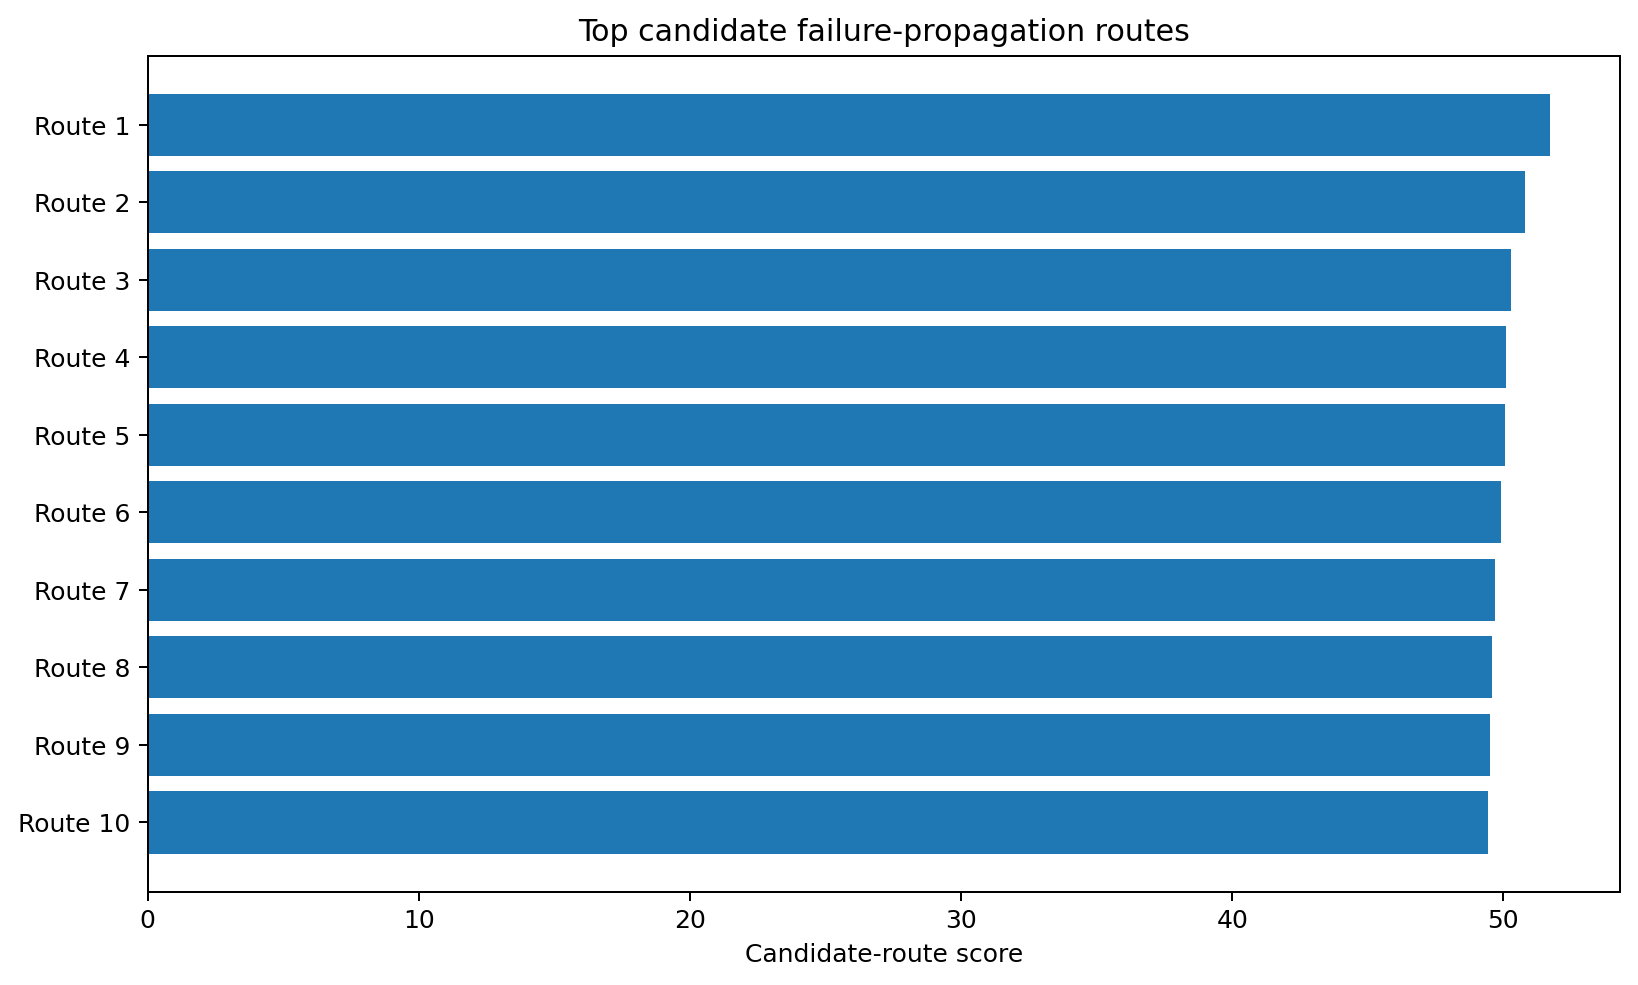 Top candidate failure-propagation routes
Route 1
Route 2
Route 3
Route 4
Route 5
Route 6
Route 7
Route 8
Route 9
Route 10
0 10 20 30 40 50
Candidate-route score